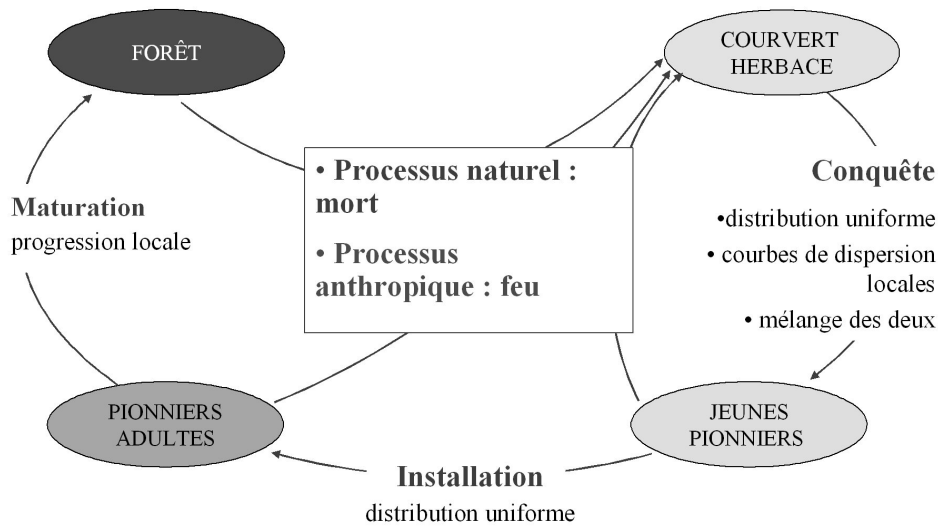 FORÊT
COURVERT
HERBACE
• Processus naturel :
mort
• Processus
anthropique : feu
Conquête
•distribution uniforme
• courbes de dispersion
locales
• mélange des deux
Maturation
progression locale
PIONNIERS
ADULTES
JEUNES
PIONNIERS
Installation
distribution uniforme